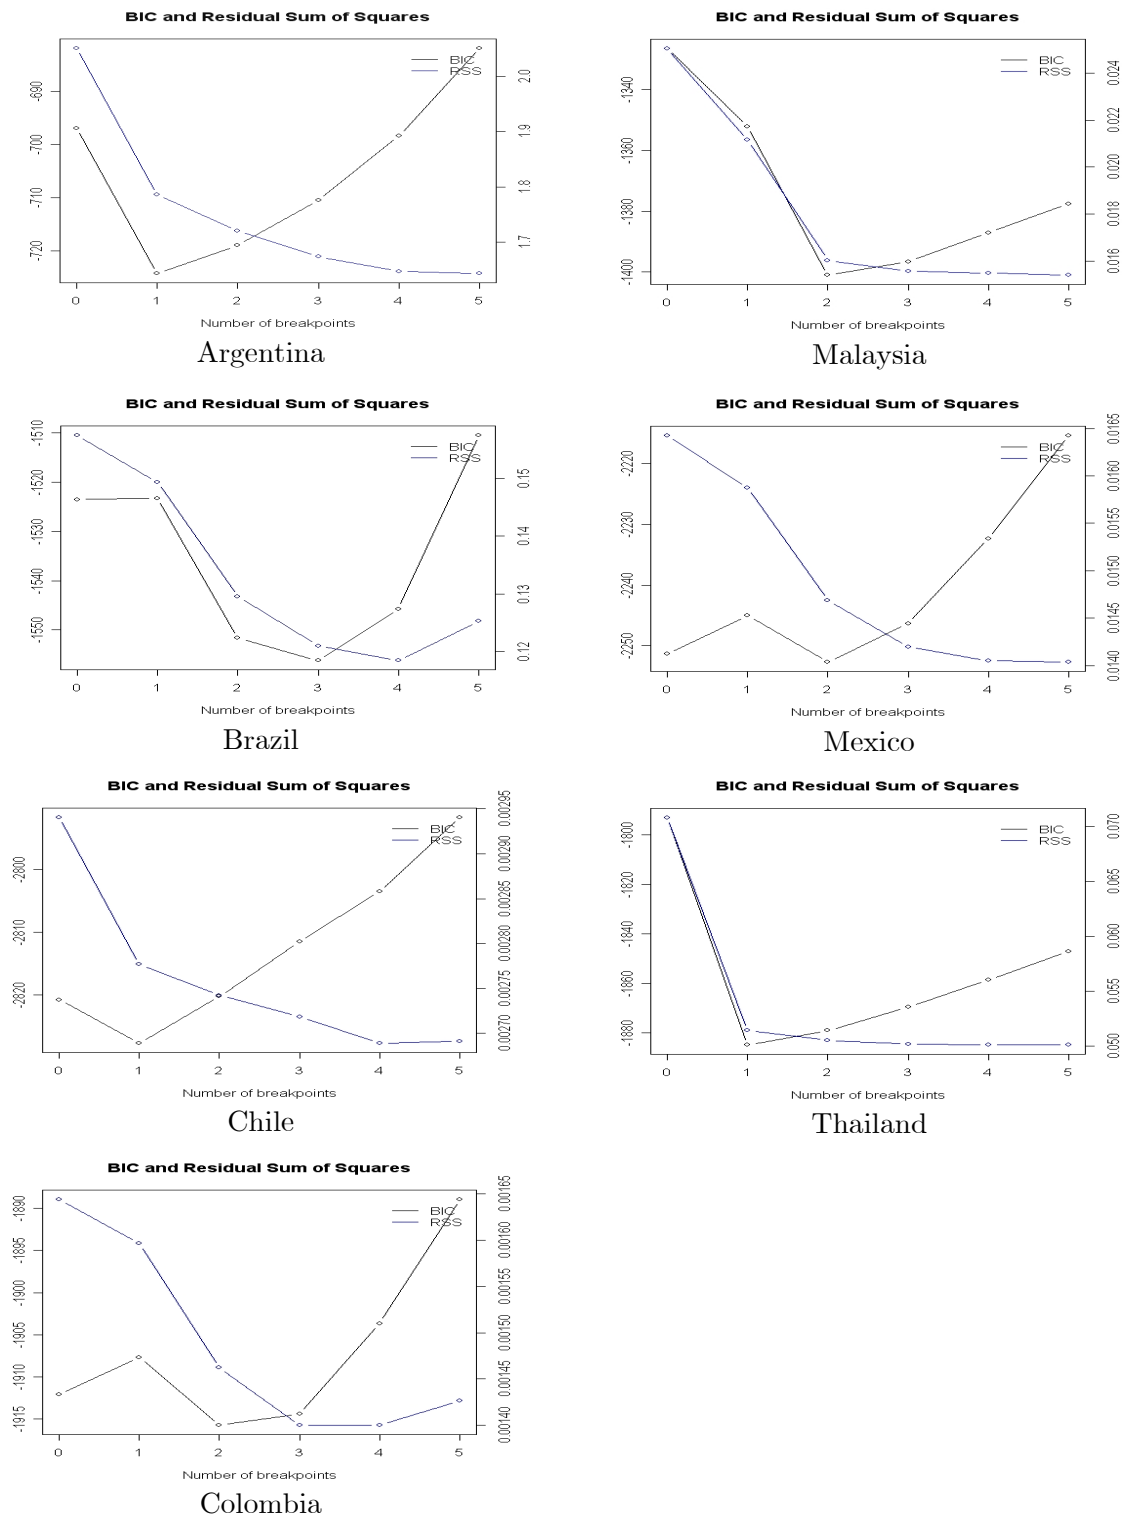 BIC and Residual Sum of Squares
BIC
RSS
-690
-700
-710
-720
2.0
1.9
1.8
1.7
0 1 2 3 4 5
Number of breakpoints
Argentina
BIC and Residual Sum of Squares
BIC
RSS
-1340
-1360
-1380
-1400
0.024
0.022
0.020
0.018
0.016
0 1 2 3 4 5
Number of breakpoints
Malaysia
BIC and Residual Sum of Squares
BIC
RSS
-1510
-1520
-1530
-1540
-1550
0.15
0.14
0.13
0.12
0 1 2 3 4 5
Number of breakpoints
Brazil
BIC and Residual Sum of Squares
BIC
RSS
-2220
-2230
-2240
-2250
0.0165
0.0160
0.0155
0.0150
0.0145
0.0140
0 1 2 3 4 5
Number of breakpoints
Mexico
BIC and Residual Sum of Squares
BIC
RSS
-2800
-2810
-2820
0.00295
0.00290
0.00285
0.00280
0.00275
0.00270
0 1 2 3 4 5
Number of breakpoints
Chile
BIC and Residual Sum of Squares
BIC
RSS
-1800
-1820
-1840
-1860
-1880
0.070
0.065
0.060
0.055
0.050
0 1 2 3 4 5
Number of breakpoints
Thailand
BIC and Residual Sum of Squares
BIC
RSS
-1890
-1895
-1900
-1905
-1910
-1915
0.00165
0.00160
0.00155
0.00150
0.00145
0.00140
0 1 2 3 4 5
Number of breakpoints
Colombia